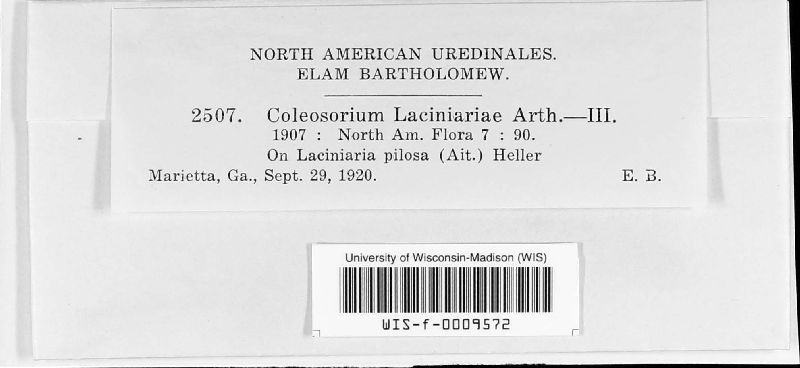 NORTH AMERICAN UREDINALES.
ELAM BARTHOLOMEW.
2507. Coleosorium Laciniariae Arth.—III.
1907 : North Am. Flora 7 : 90.
On Laciniaria pilosa (Ait.) Heller
Marietta, Ga., Sept. 29, 1920. E. B.
University of Wisconsin-Madison (WIS)
WIS-f-0009572